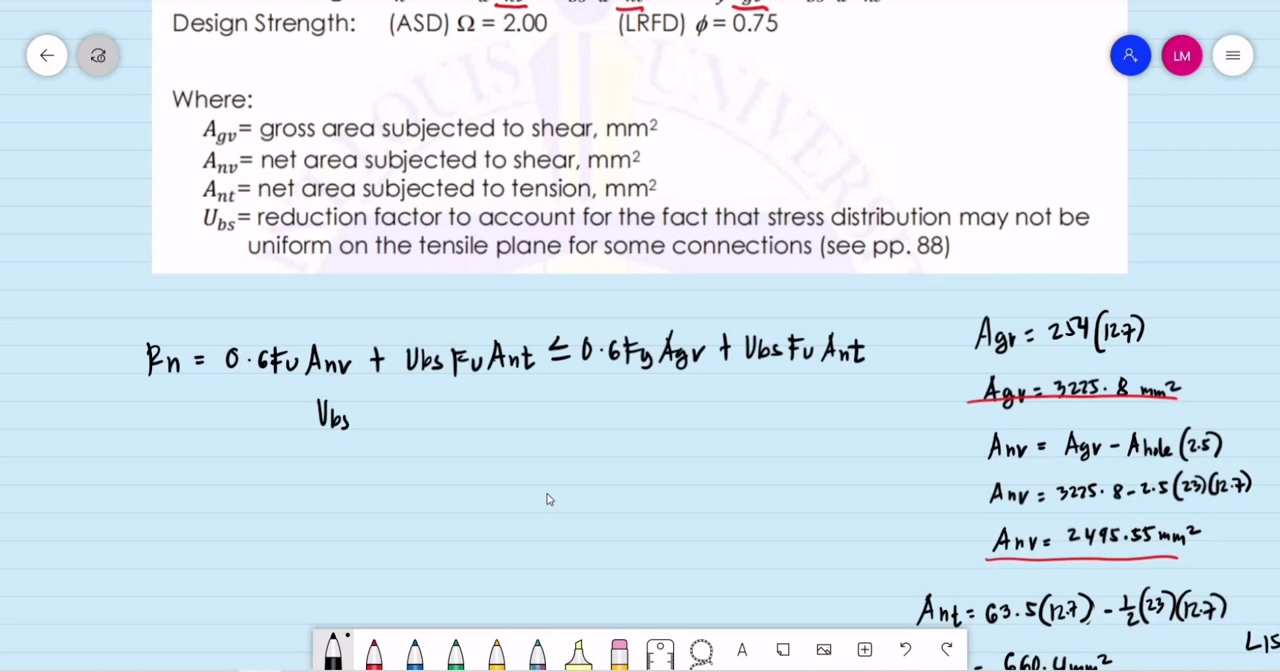 Design Strength: (ASD) Ω = 2.00 (LRFD) ϕ = 0.75
LM
Where:
Agv= gross area subjected to shear, mm²
Anv= net area subjected to shear, mm²
Ant= net area subjected to tension, mm²
Ubs= reduction factor to account for the fact that stress distribution may not be
uniform on the tensile plane for some connections (see pp. 88)
Rn = 0.6Fu Anv + Ubs Fu Ant ≤ 0.6Fy Agv + Ubs Fu Ant
Ubs
Agv = 254(12.7)
Agv = 3225.8 mm²
Anv = Agv - Ahole (2.5)
Anv = 3225.8 - 2.5(23)(12.7)
Anv = 2495.55mm²
Ant = 63.5(12.7) - ½(23)(12.7)
= 660.4mm²
A